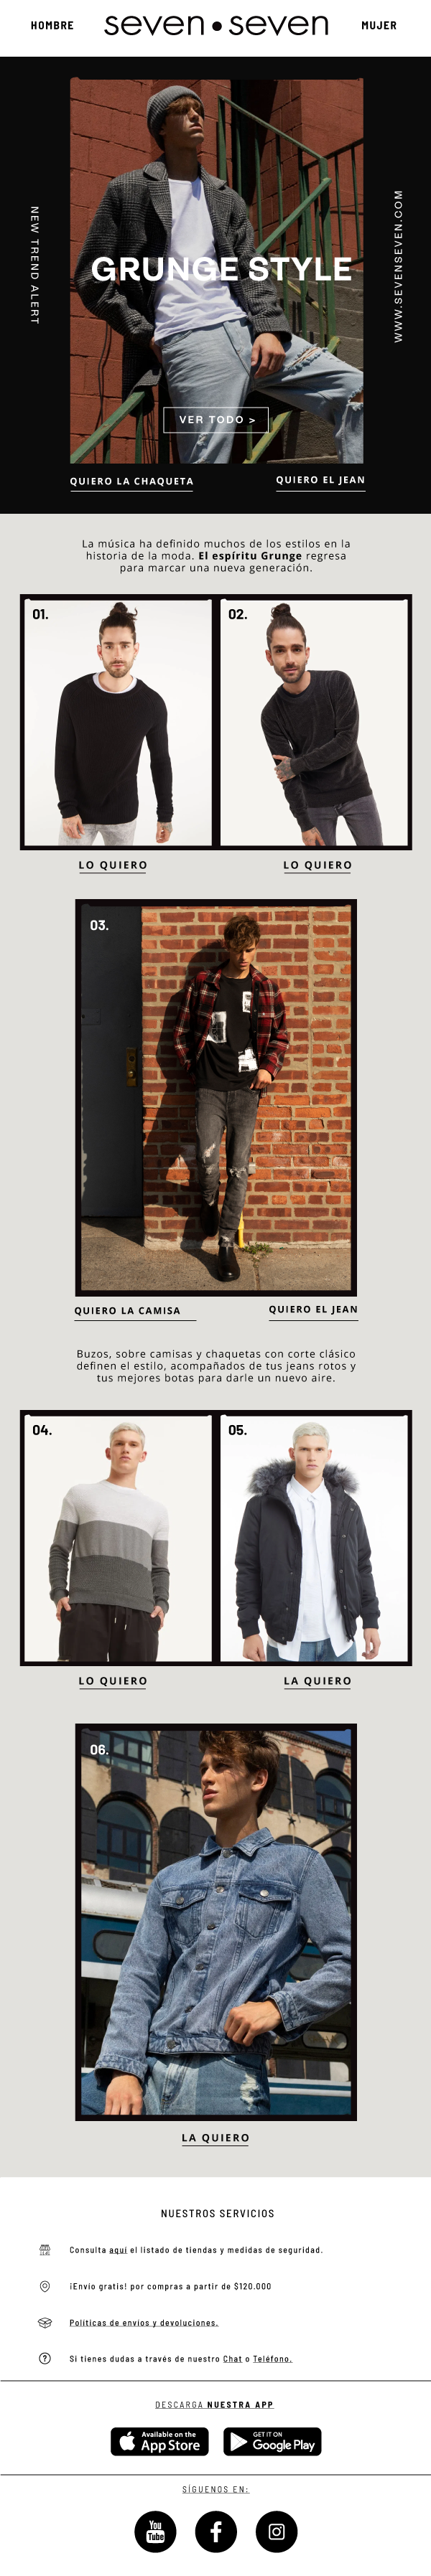 HOMBRE
seven•seven
MUJER
NEW TREND ALERT
WWW.SEVENSEVEN.COM
GRUNGE STYLE
VER TODO >
QUIERO LA CHAQUETA
QUIERO EL JEAN
La música ha definido muchos de los estilos en la
historia de la moda. El espíritu Grunge regresa
para marcar una nueva generación.
01.
02.
LO QUIERO
LO QUIERO
03.
QUIERO LA CAMISA
QUIERO EL JEAN
Buzos, sobre camisas y chaquetas con corte clásico
definen el estilo, acompañados de tus jeans rotos y
tus mejores botas para darle un nuevo aire.
04.
05.
LO QUIERO
LA QUIERO
06.
LA QUIERO
NUESTROS SERVICIOS
Consulta aquí el listado de tiendas y medidas de seguridad.
¡Envío gratis! por compras a partir de $120.000
Políticas de envíos y devoluciones.
Si tienes dudas a través de nuestro Chat o Teléfono.
DESCARGA NUESTRA APP
Available on the
App Store
GET IT ON
Google Play
SÍGUENOS EN:
You
Tube